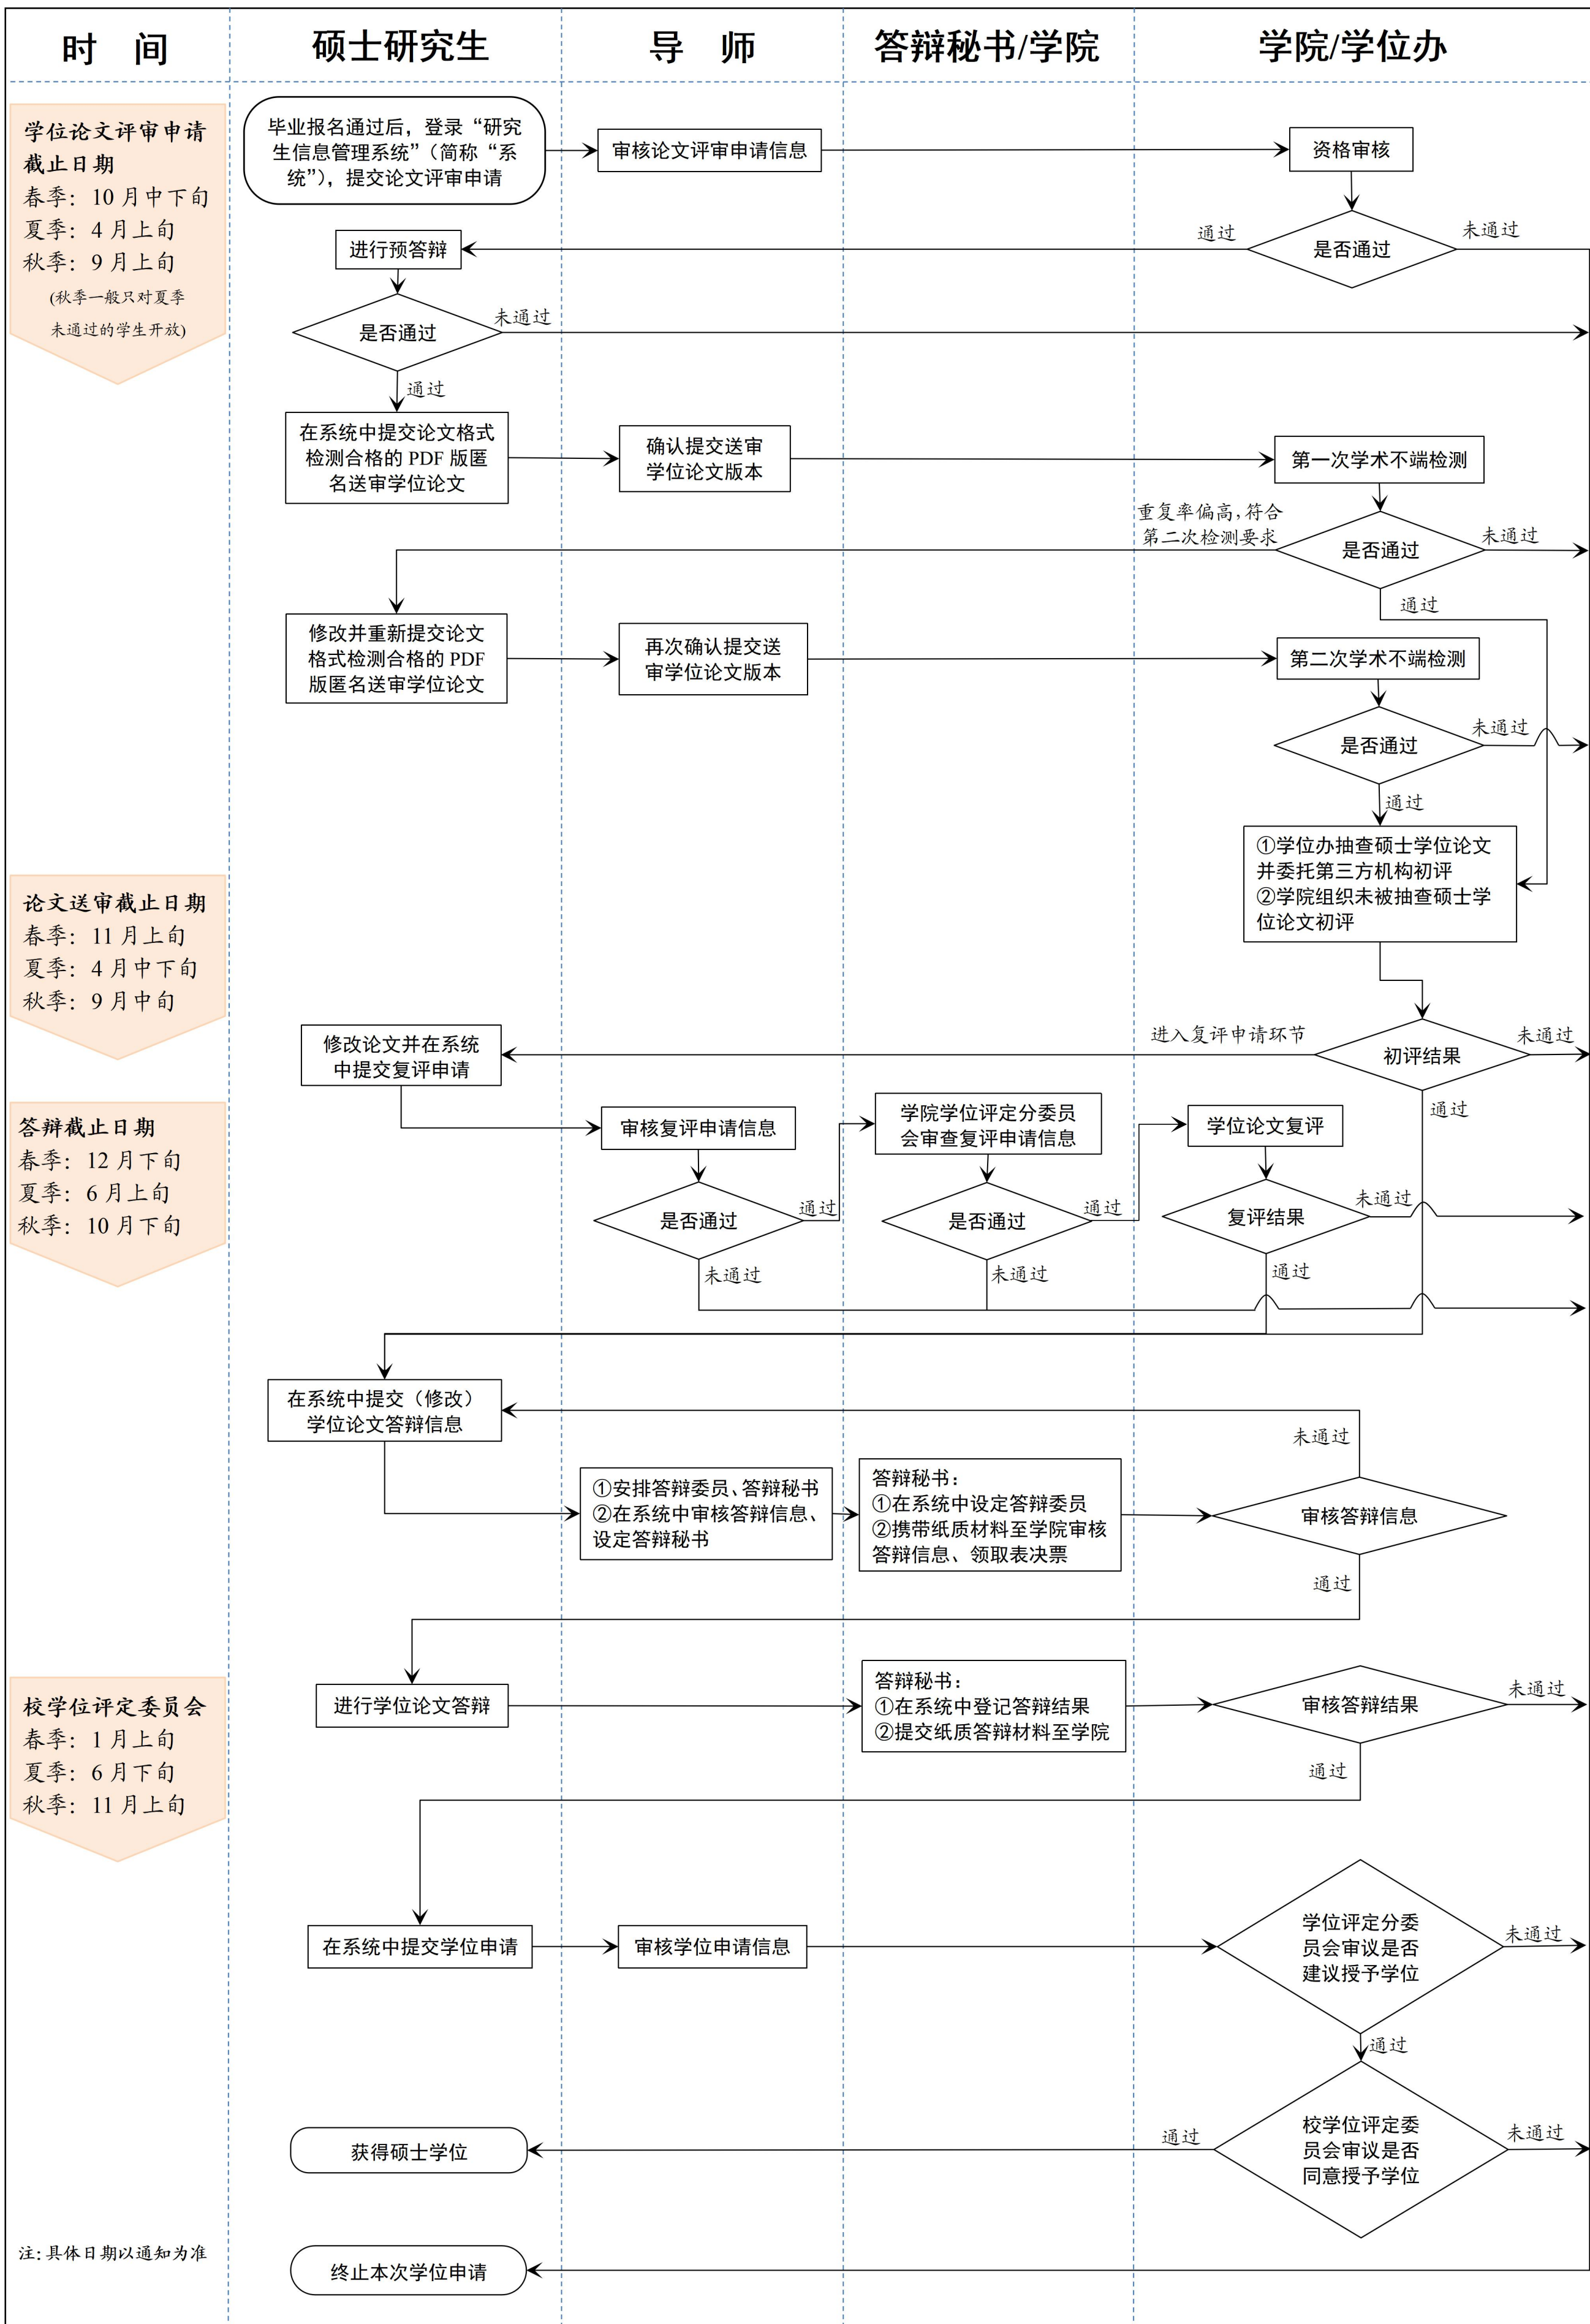 时 间
硕士研究生
导 师
答辩秘书/学院
学院/学位办
学位论文评审申请
截止日期
春季：10 月中下旬
夏季：4 月上旬
秋季：9 月上旬
(秋季一般只对夏季
未通过的学生开放)
毕业报名通过后，登录“研究
生信息管理系统”（简称“系
统”），提交论文评审申请
审核论文评审申请信息
资格审核
是否通过
通过
未通过
进行预答辩
是否通过
未通过
通过
在系统中提交论文格式
检测合格的 PDF 版匿
名送审学位论文
确认提交送审
学位论文版本
第一次学术不端检测
重复率偏高，符合
第二次检测要求
是否通过
未通过
通过
修改并重新提交论文
格式检测合格的 PDF
版匿名送审学位论文
再次确认提交送
审学位论文版本
第二次学术不端检测
是否通过
未通过
通过
①学位办抽查硕士学位论文
并委托第三方机构初评
②学院组织未被抽查硕士学
位论文初评
论文送审截止日期
春季：11 月上旬
夏季：4 月中下旬
秋季：9 月中旬
进入复评申请环节
初评结果
未通过
通过
修改论文并在系统
中提交复评申请
答辩截止日期
春季：12 月下旬
夏季：6 月上旬
秋季：10 月下旬
审核复评申请信息
是否通过
通过
未通过
学院学位评定分委员
会审查复评申请信息
是否通过
通过
未通过
学位论文复评
复评结果
未通过
通过
在系统中提交（修改）
学位论文答辩信息
①安排答辩委员、答辩秘书
②在系统中审核答辩信息、
设定答辩秘书
答辩秘书：
①在系统中设定答辩委员
②携带纸质材料至学院审核
答辩信息、领取表决票
未通过
审核答辩信息
通过
校学位评定委员会
春季：1 月上旬
夏季：6 月下旬
秋季：11 月上旬
进行学位论文答辩
答辩秘书：
①在系统中登记答辩结果
②提交纸质答辩材料至学院
审核答辩结果
未通过
通过
在系统中提交学位申请
审核学位申请信息
学位评定分委
员会审议是否
建议授予学位
未通过
通过
校学位评定委
员会审议是否
同意授予学位
通过
未通过
获得硕士学位
注：具体日期以通知为准
终止本次学位申请